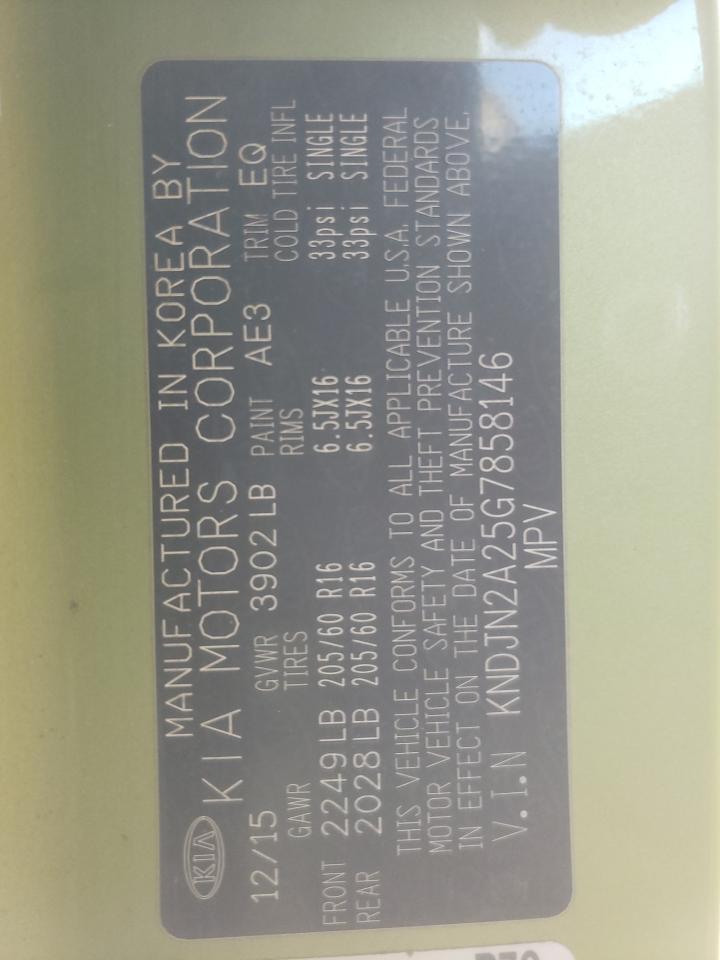 MANUFACTURED IN KOREA BY
KIA KIA MOTORS CORPORATION
12/15 GVWR 3902 LB PAINT AE3 TRIM EQ
GAWR TIRES RIMS COLD TIRE INFL
FRONT 2249 LB 205/60 R16 6.5JX16 33psi SINGLE
REAR 2028 LB 205/60 R16 6.5JX16 33psi SINGLE
THIS VEHICLE CONFORMS TO ALL APPLICABLE U.S.A. FEDERAL
MOTOR VEHICLE SAFETY AND THEFT PREVENTION STANDARDS
IN EFFECT ON THE DATE OF MANUFACTURE SHOWN ABOVE.
V.I.N KNDJN2A25G7858146
MPV